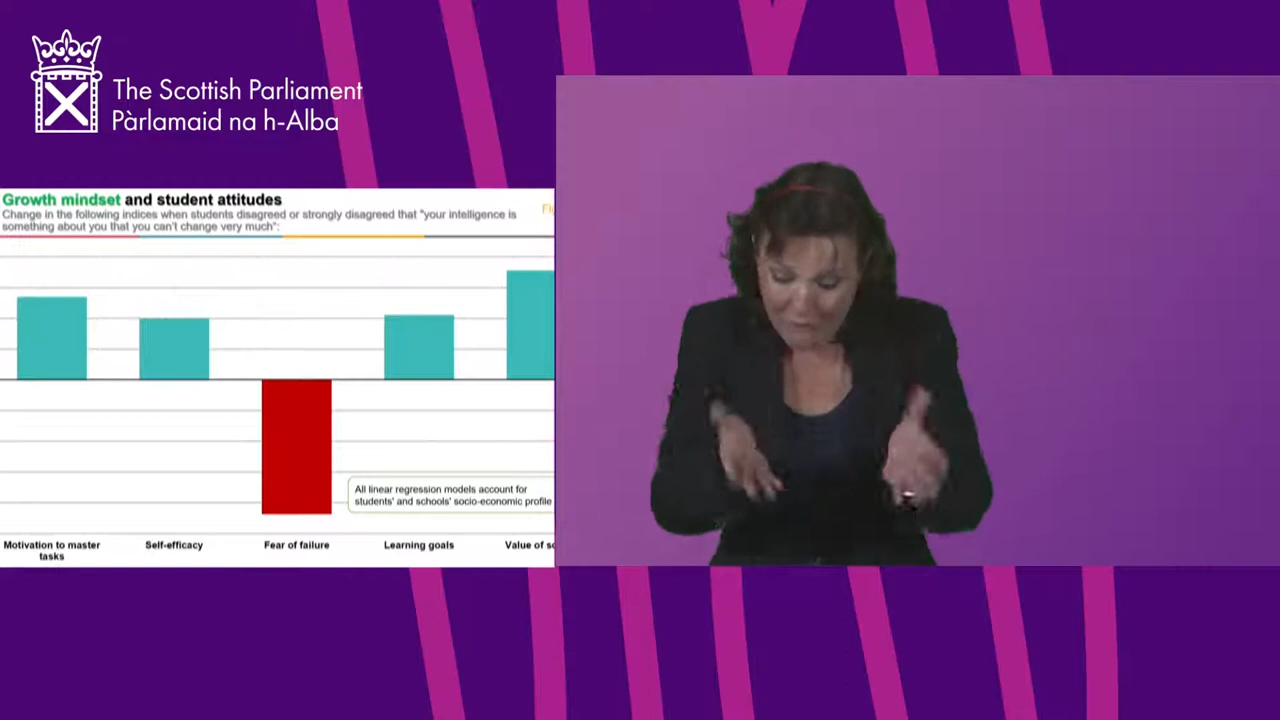 The Scottish Parliament
Pàrlamaid na h-Alba
Growth mindset and student attitudes
Change in the following indices when students disagreed or strongly disagreed that "your intelligence is
something about you that you can't change very much":
All linear regression models account for
students' and schools' socio-economic profile
Motivation to master
tasks
Self-efficacy
Fear of failure
Learning goals
Value of